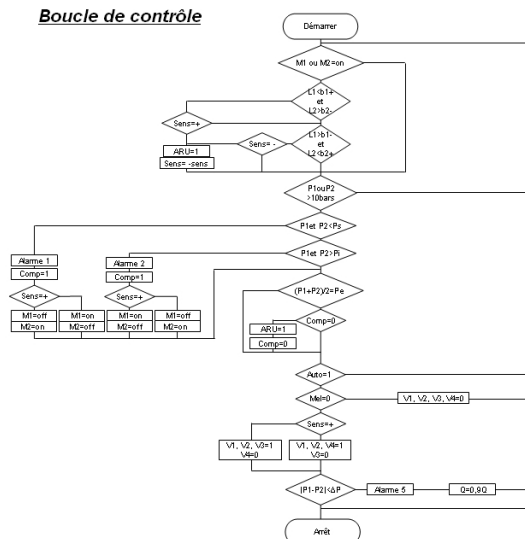 Boucle de contrôle
Démarrer
M1 ou M2=on
L1<b1+
et
L2>b2-
Sens=+
Sens= -
L1>b1-
et
L2<b2+
ARU=1
Sens= -sens
P1ouP2
>10bars
P1et P2<Ps
Alarme 1
Comp=1
Alarme 2
Comp=1
P1et P2>Pi
Sens=+
Sens=+
(P1+P2)/2=Pe
M1=off
M2=on
M1=on
M2=off
M1=on
M2=off
M1=off
M2=on
Comp=0
ARU=1
Comp=0
Auto=1
Mel=0
V1, V2, V3, V4=0
Sens=+
V1, V2, V3=1
V4=0
V1, V2, V4=1
V3=0
|P1-P2|<ΔP
Alarme 5
Q=0,9Q
Arrêt